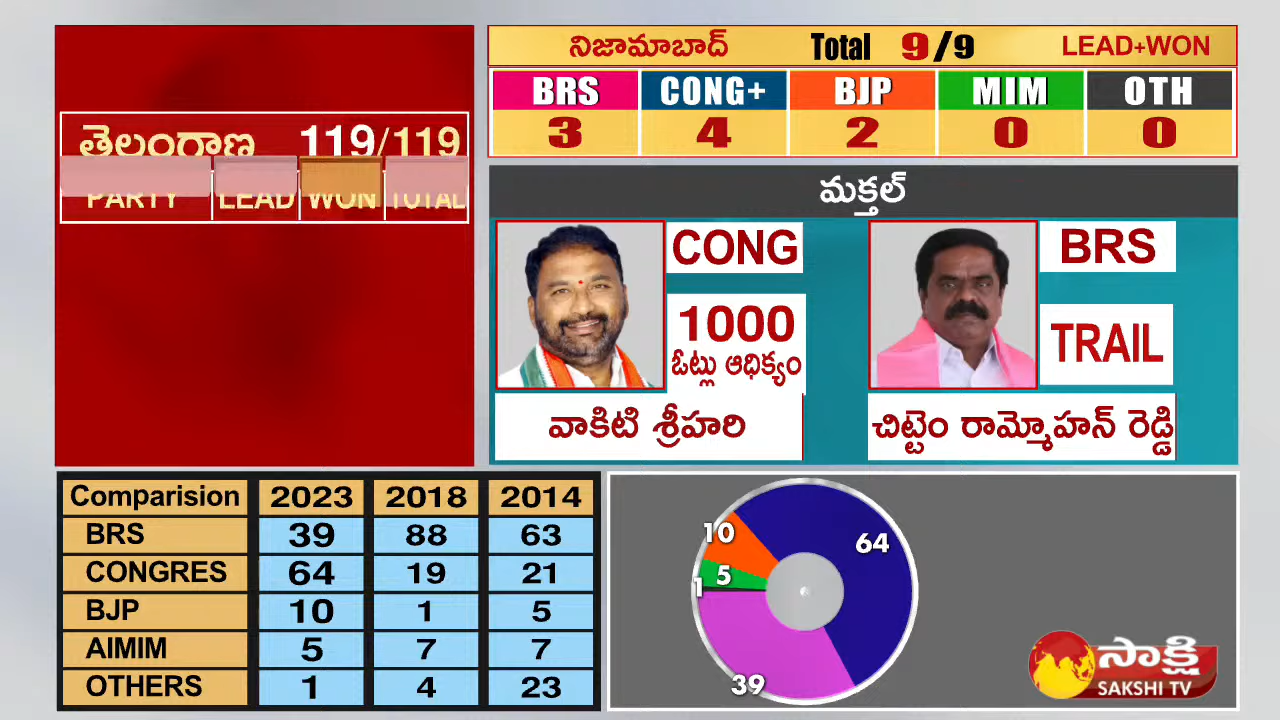 తెలంగాణ 119/119
PARTY LEAD WON TOTAL
నిజామాబాద్ Total 9/9 LEAD+WON
BRS CONG+ BJP MIM OTH
3 4 2 0 0
మక్తల్
CONG
1000
ఓట్లు ఆధిక్యం
వాకిటి శ్రీహరి
BRS
TRAIL
చిట్టెం రామ్మోహన్ రెడ్డి
Comparision 2023 2018 2014
BRS 39 88 63
CONGRES 64 19 21
BJP 10 1 5
AIMIM 5 7 7
OTHERS 1 4 23
10
64
5
1
39
సాక్షి
SAKSHI TV